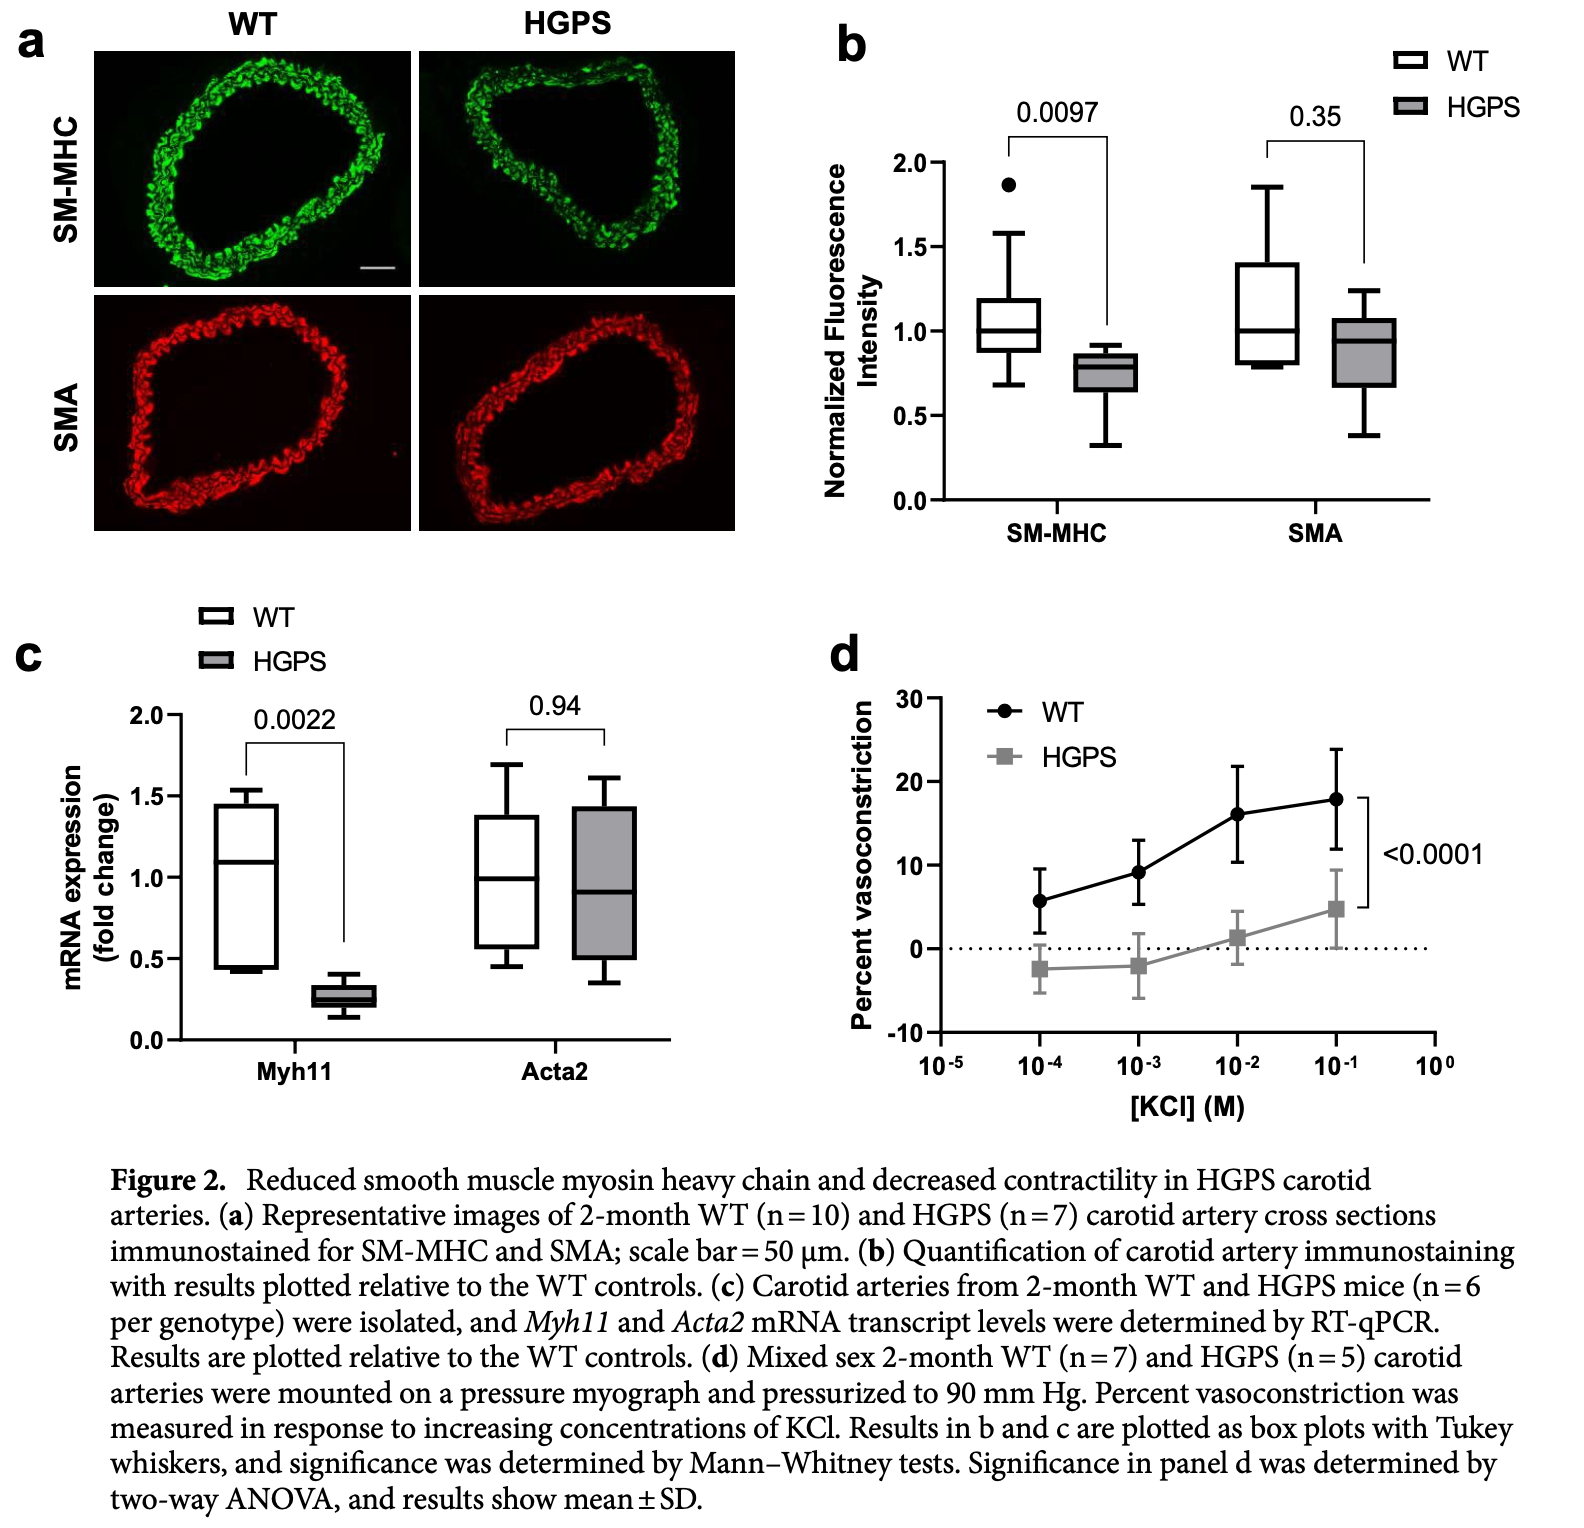 a
WT
HGPS
SM-MHC
SMA
b
WT
HGPS
0.0097
0.35
Normalized Fluorescence
Intensity
2.0
1.5
1.0
0.5
0.0
SM-MHC
SMA
c
WT
HGPS
0.0022
0.94
mRNA expression
(fold change)
2.0
1.5
1.0
0.5
0.0
Myh11
Acta2
d
WT
HGPS
<0.0001
Percent vasoconstriction
30
20
10
0
-10
10-5
10-4
10-3
10-2
10-1
100
[KCl] (M)
Figure 2. Reduced smooth muscle myosin heavy chain and decreased contractility in HGPS carotid
arteries. (a) Representative images of 2-month WT (n = 10) and HGPS (n = 7) carotid artery cross sections
immunostained for SM-MHC and SMA; scale bar = 50 µm. (b) Quantification of carotid artery immunostaining
with results plotted relative to the WT controls. (c) Carotid arteries from 2-month WT and HGPS mice (n = 6
per genotype) were isolated, and Myh11 and Acta2 mRNA transcript levels were determined by RT-qPCR.
Results are plotted relative to the WT controls. (d) Mixed sex 2-month WT (n = 7) and HGPS (n = 5) carotid
arteries were mounted on a pressure myograph and pressurized to 90 mm Hg. Percent vasoconstriction was
measured in response to increasing concentrations of KCl. Results in b and c are plotted as box plots with Tukey
whiskers, and significance was determined by Mann–Whitney tests. Significance in panel d was determined by
two-way ANOVA, and results show mean ± SD.